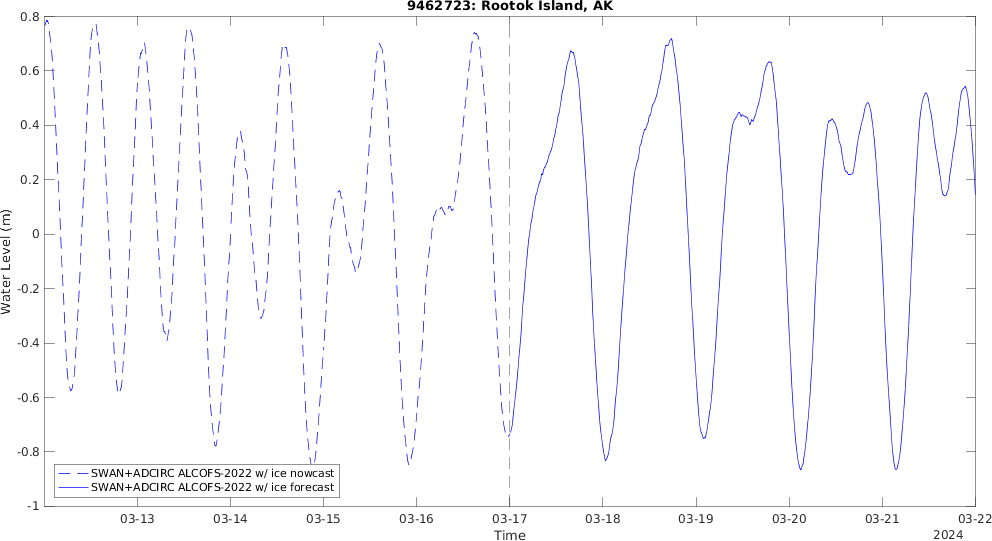 9462723: Rootok Island, AK
0.8
0.6
0.4
0.2
0
-0.2
-0.4
-0.6
-0.8
-1
Water Level (m)
SWAN+ADCIRC ALCOFS-2022 w/ ice nowcast
SWAN+ADCIRC ALCOFS-2022 w/ ice forecast
03-13 03-14 03-15 03-16 03-17 03-18 03-19 03-20 03-21 03-22
Time
2024